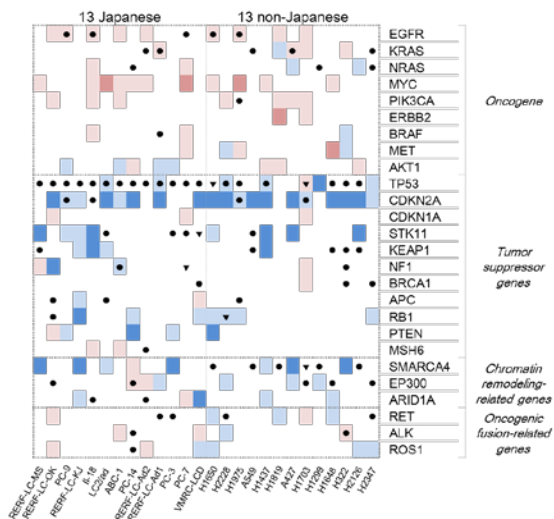 13 Japanese
13 non-Japanese
EGFR
KRAS
NRAS
MYC
PIK3CA
ERBB2
BRAF
MET
AKT1
Oncogene
TP53
CDKN2A
CDKN1A
STK11
KEAP1
NF1
BRCA1
APC
RB1
PTEN
MSH6
Tumor
suppressor
genes
SMARCA4
EP300
ARID1A
Chromatin
remodeling-
related genes
RET
ALK
ROS1
Oncogenic
fusion-related
genes
RERF-LC-MS
RERF-LC-OK
PC-9
RERF-LC-KJ
II-18
LC2/ad
ABC-1
PC-14
RERF-LC-Ad2
RERF-LC-Ad1
PC-3
PC-7
VMRC-LCD
H1650
H2228
H1975
A549
H1437
H1819
A427
H1703
H1299
H1648
H322
H2126
H2347